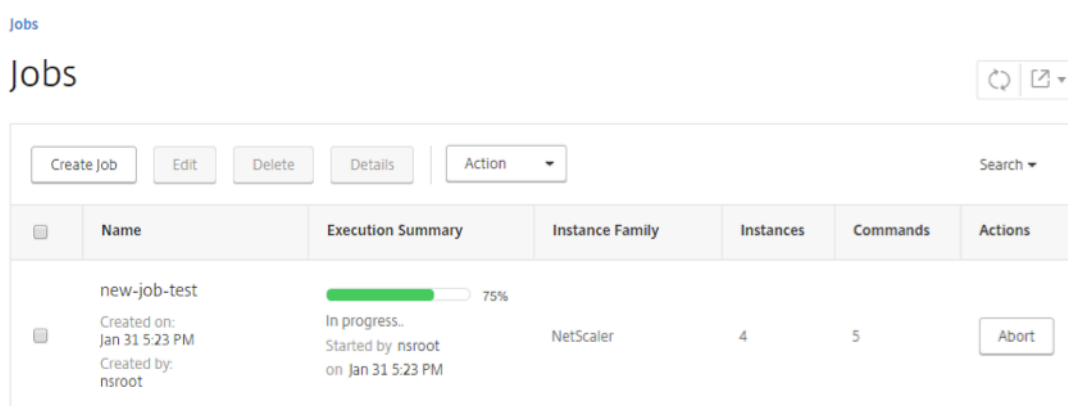 Jobs
Jobs
Create Job Edit Delete Details Action Search
Name Execution Summary Instance Family Instances Commands Actions
new-job-test
75%
Created on:
Jan 31 5:23 PM
Created by:
nsroot
In progress..
Started by nsroot
on Jan 31 5:23 PM
NetScaler 4 5 Abort